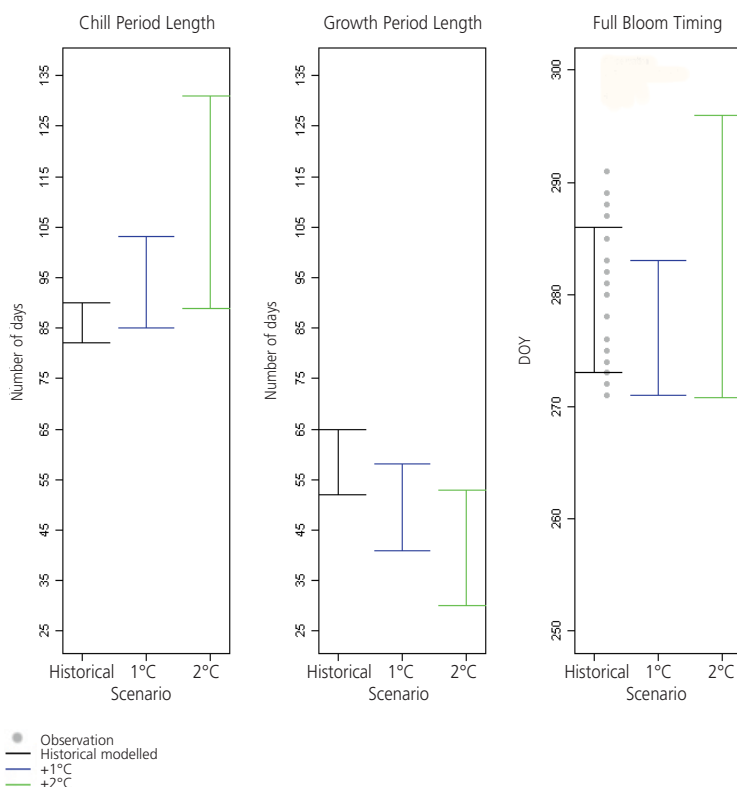 Chill Period Length
Number of days
135
125
115
105
95
85
75
65
55
45
35
25
Historical 1°C 2°C
Scenario
Growth Period Length
Number of days
135
125
115
105
95
85
75
65
55
45
35
25
Historical 1°C 2°C
Scenario
Full Bloom Timing
DOY
300
290
280
270
260
250
Historical 1°C 2°C
Scenario
Observation
Historical modelled
+1°C
+2°C